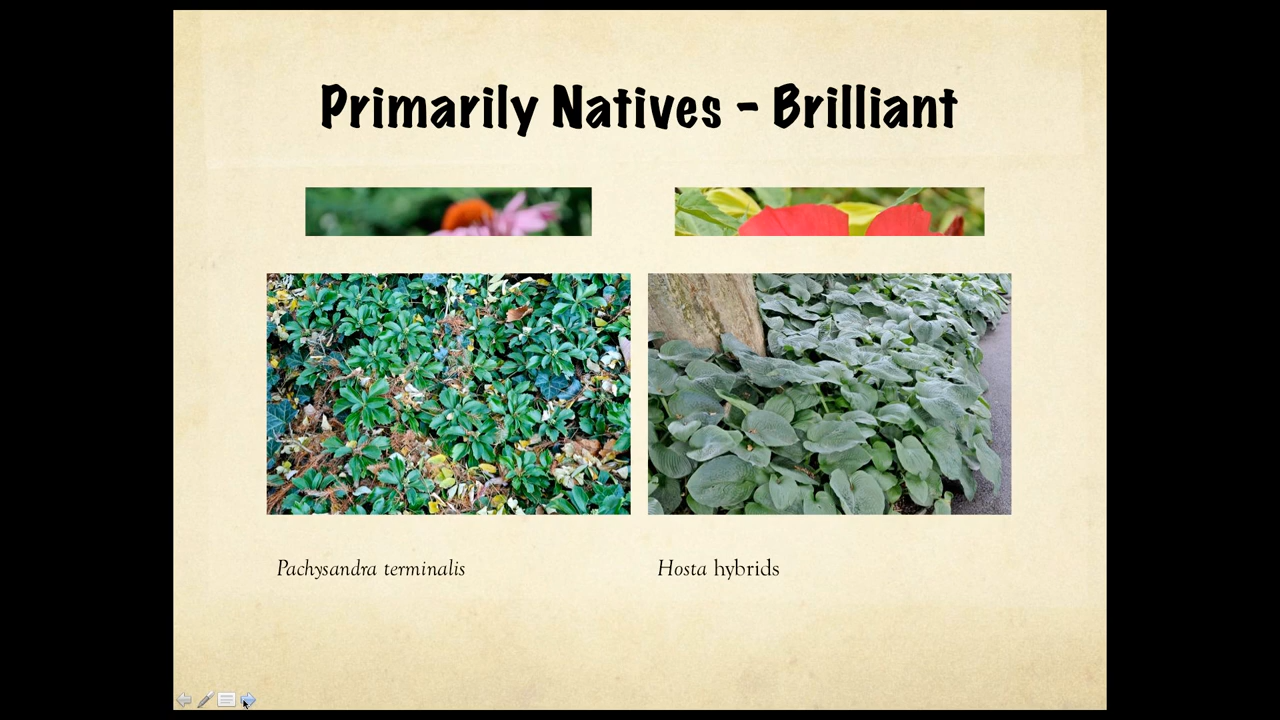 Primarily Natives - Brilliant
Pachysandra terminalis
Hosta hybrids